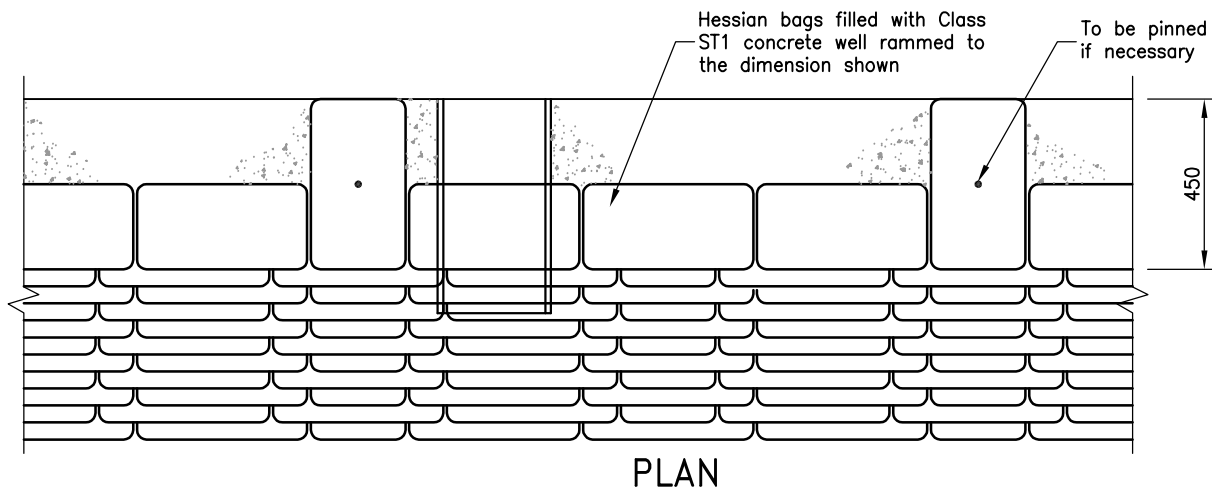 Hessian bags filled with Class
ST1 concrete well rammed to
the dimension shown
To be pinned
if necessary
450
PLAN